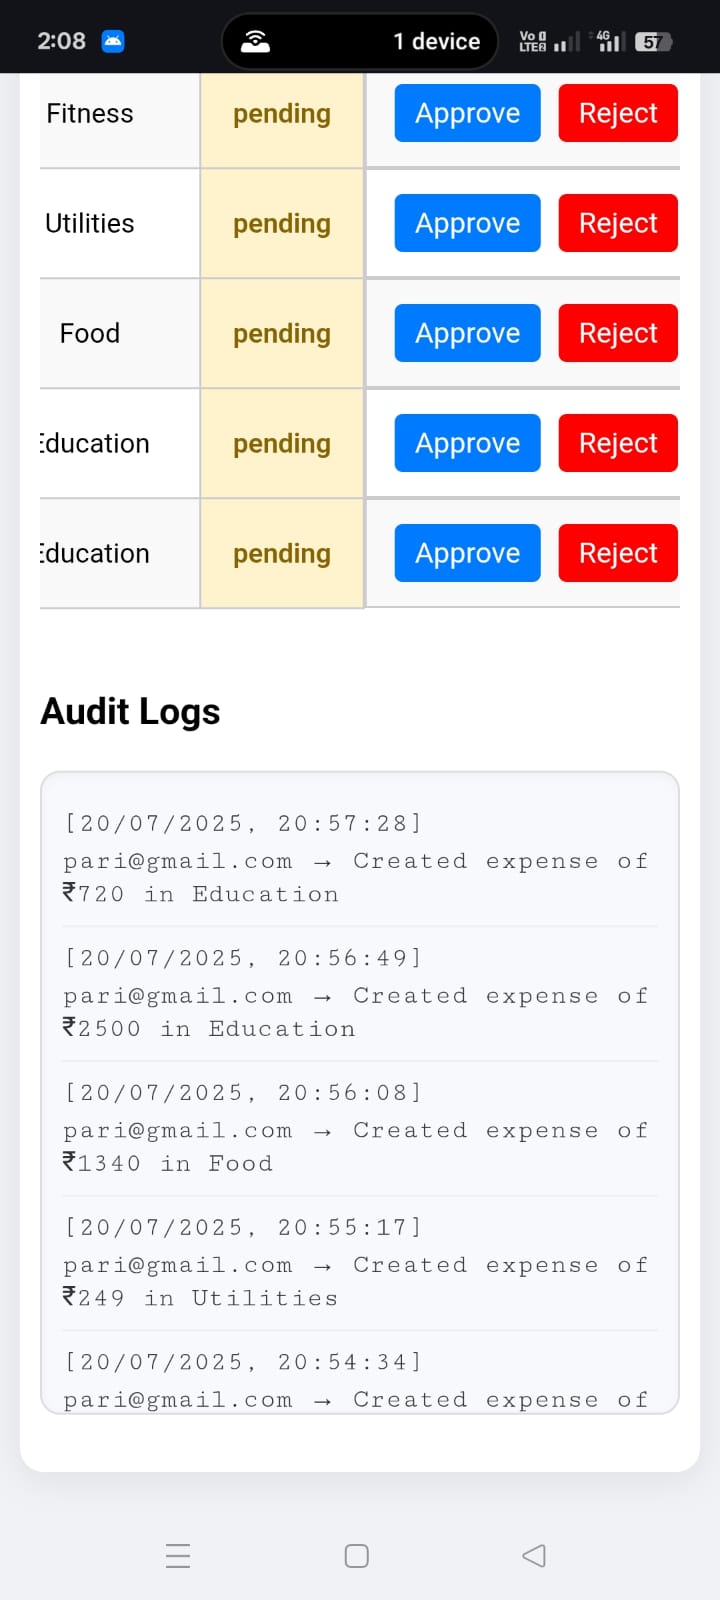 2:08 1 device Vo LTE2 4G 57
Fitness pending Approve Reject
Utilities pending Approve Reject
Food pending Approve Reject
Education pending Approve Reject
Education pending Approve Reject
Audit Logs
[20/07/2025, 20:57:28]
pari@gmail.com → Created expense of
₹720 in Education
[20/07/2025, 20:56:49]
pari@gmail.com → Created expense of
₹2500 in Education
[20/07/2025, 20:56:08]
pari@gmail.com → Created expense of
₹1340 in Food
[20/07/2025, 20:55:17]
pari@gmail.com → Created expense of
₹249 in Utilities
[20/07/2025, 20:54:34]
pari@gmail.com → Created expense of